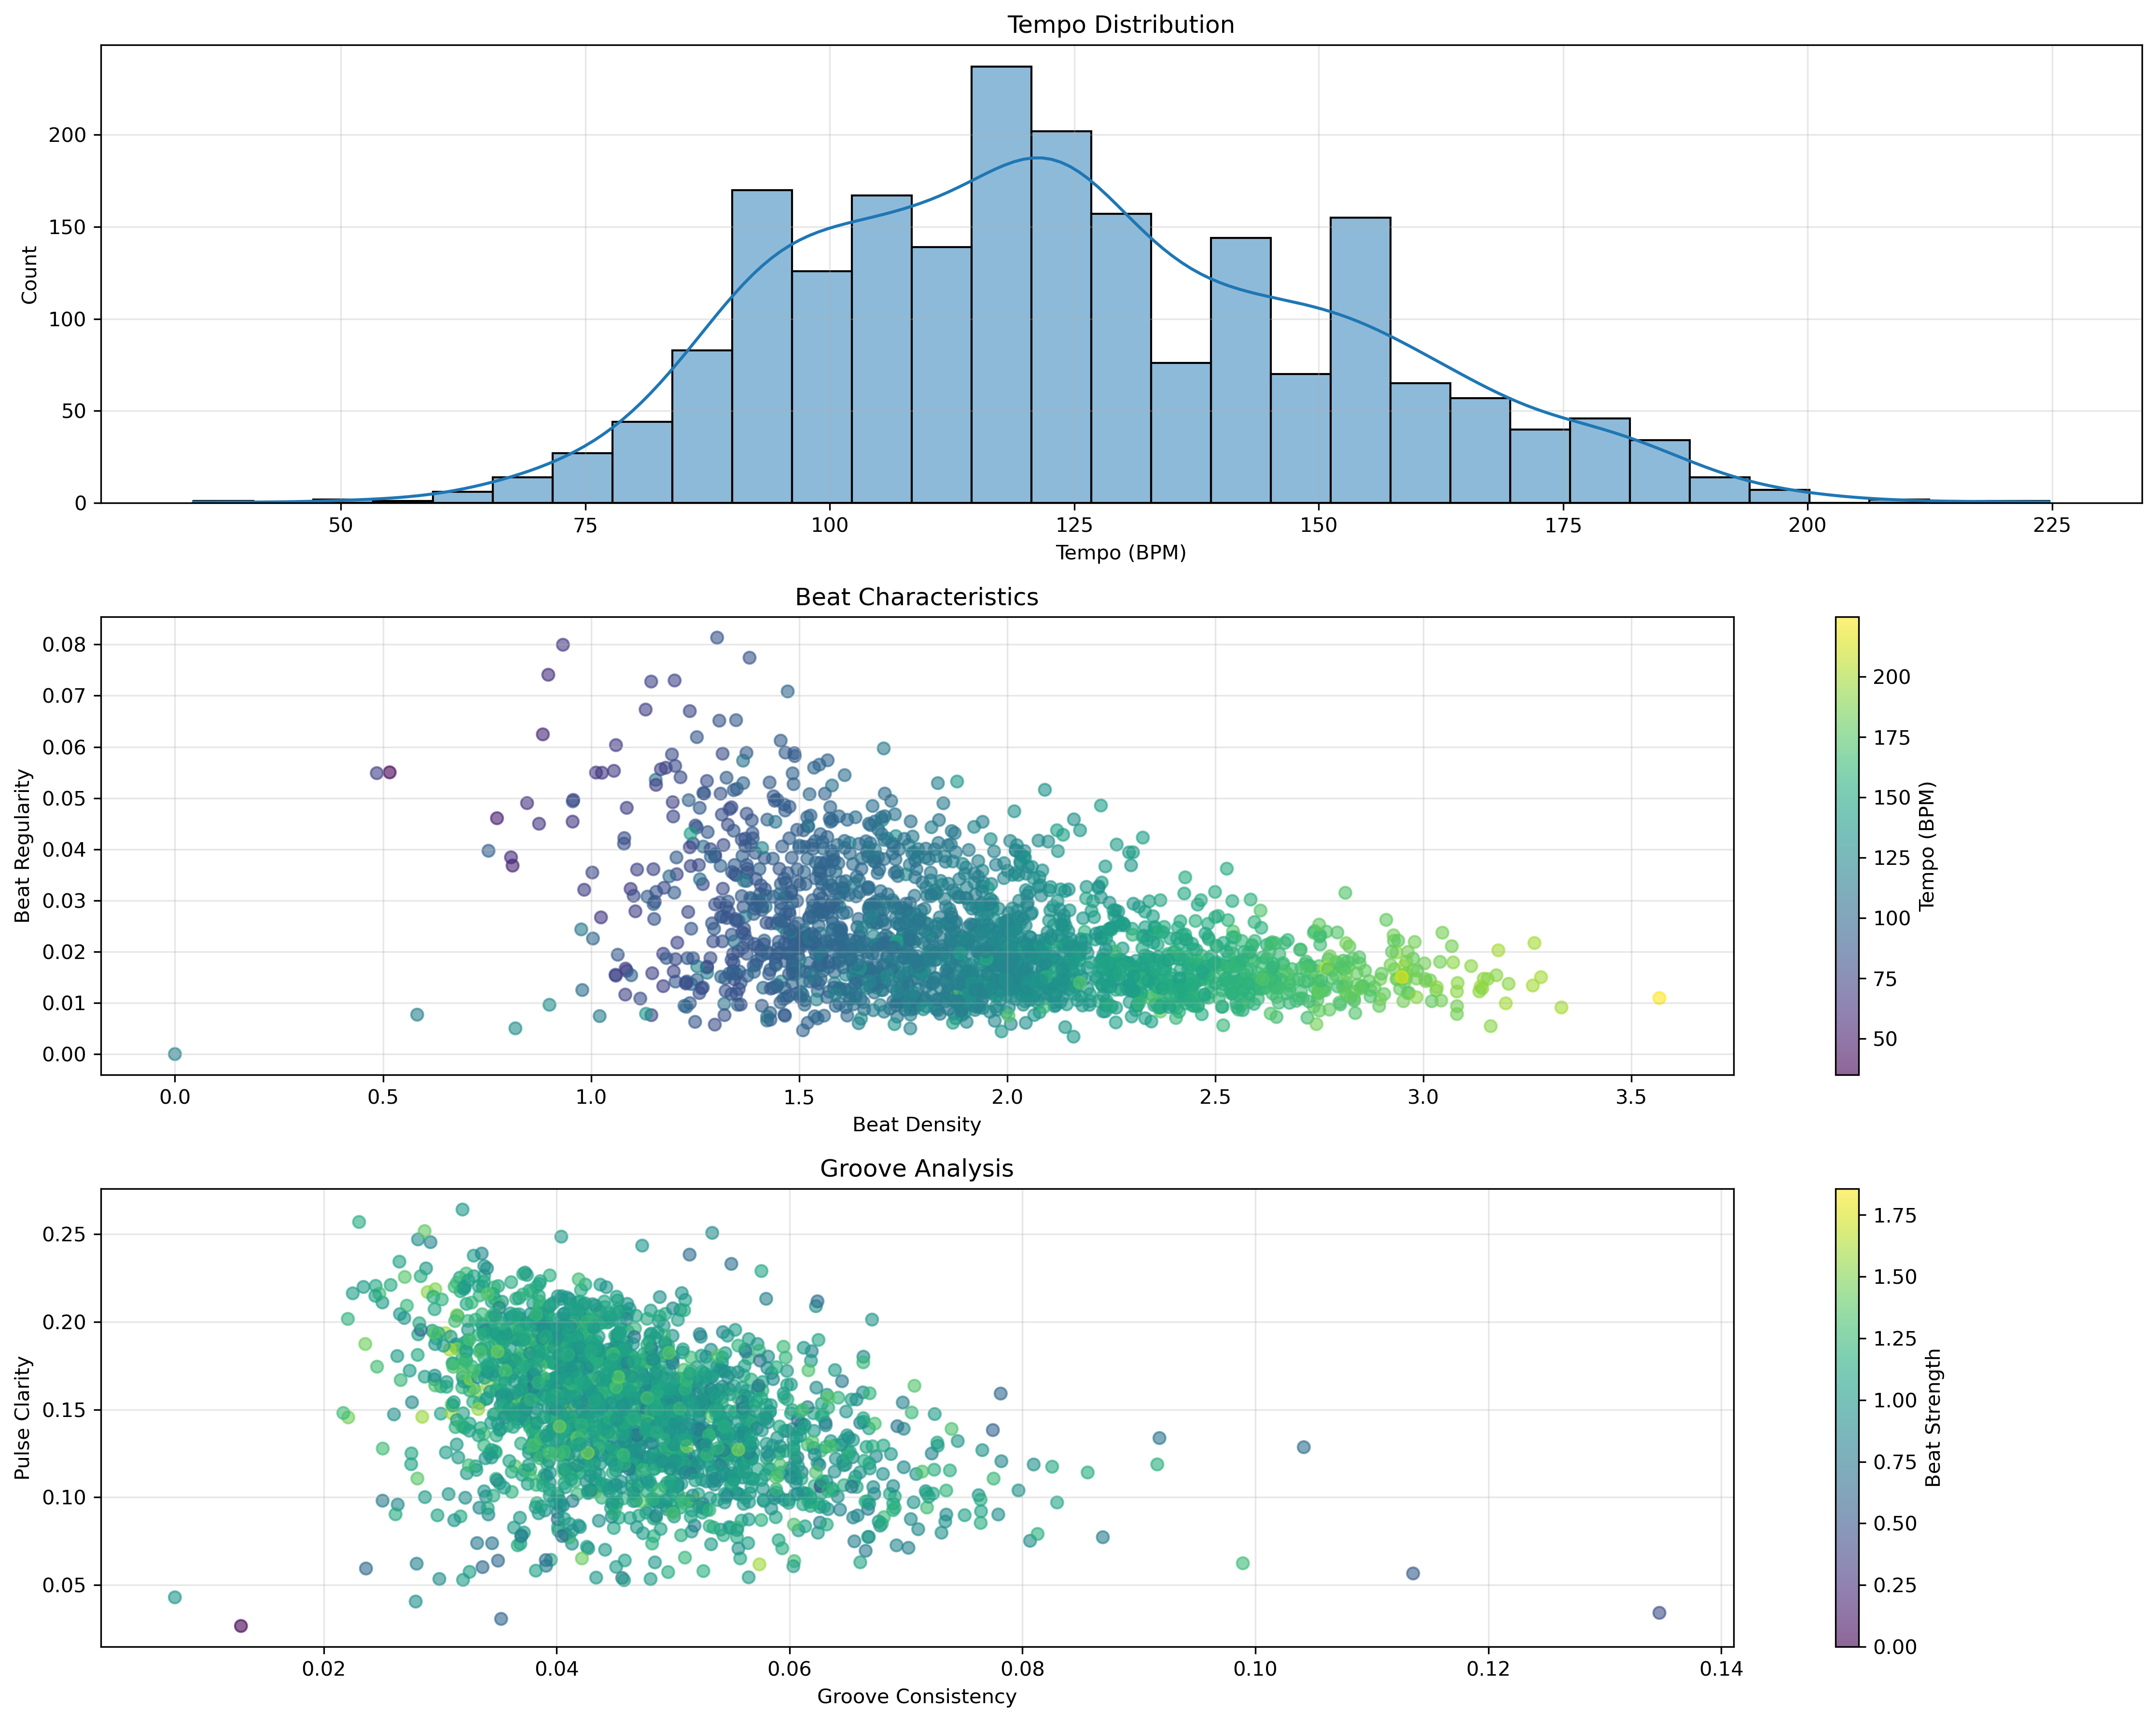 Tempo Distribution
Count
200
150
100
50
0
50 75 100 125 150 175 200 225
Tempo (BPM)
Beat Characteristics
Beat Regularity
0.08
0.07
0.06
0.05
0.04
0.03
0.02
0.01
0.00
0.0 0.5 1.0 1.5 2.0 2.5 3.0 3.5
Beat Density
200
175
150
125
100
75
50
Tempo (BPM)
Groove Analysis
Pulse Clarity
0.25
0.20
0.15
0.10
0.05
0.02 0.04 0.06 0.08 0.10 0.12 0.14
Groove Consistency
1.75
1.50
1.25
1.00
0.75
0.50
0.25
0.00
Beat Strength